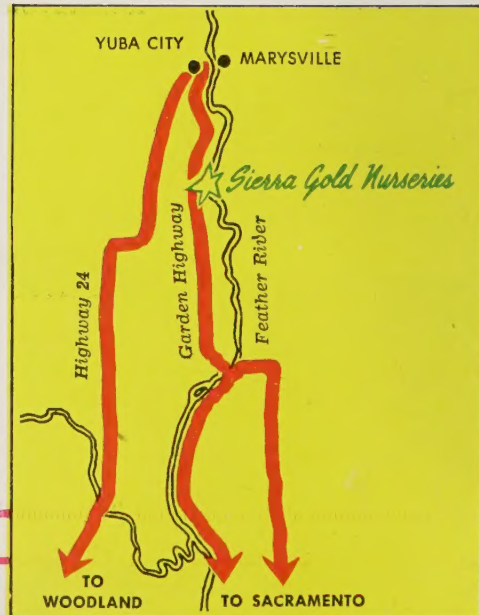 YUBA CITY
MARYSVILLE
Sierra Gold Nurseries
Highway 24
Garden Highway
Feather River
TO
WOODLAND
TO SACRAMENTO